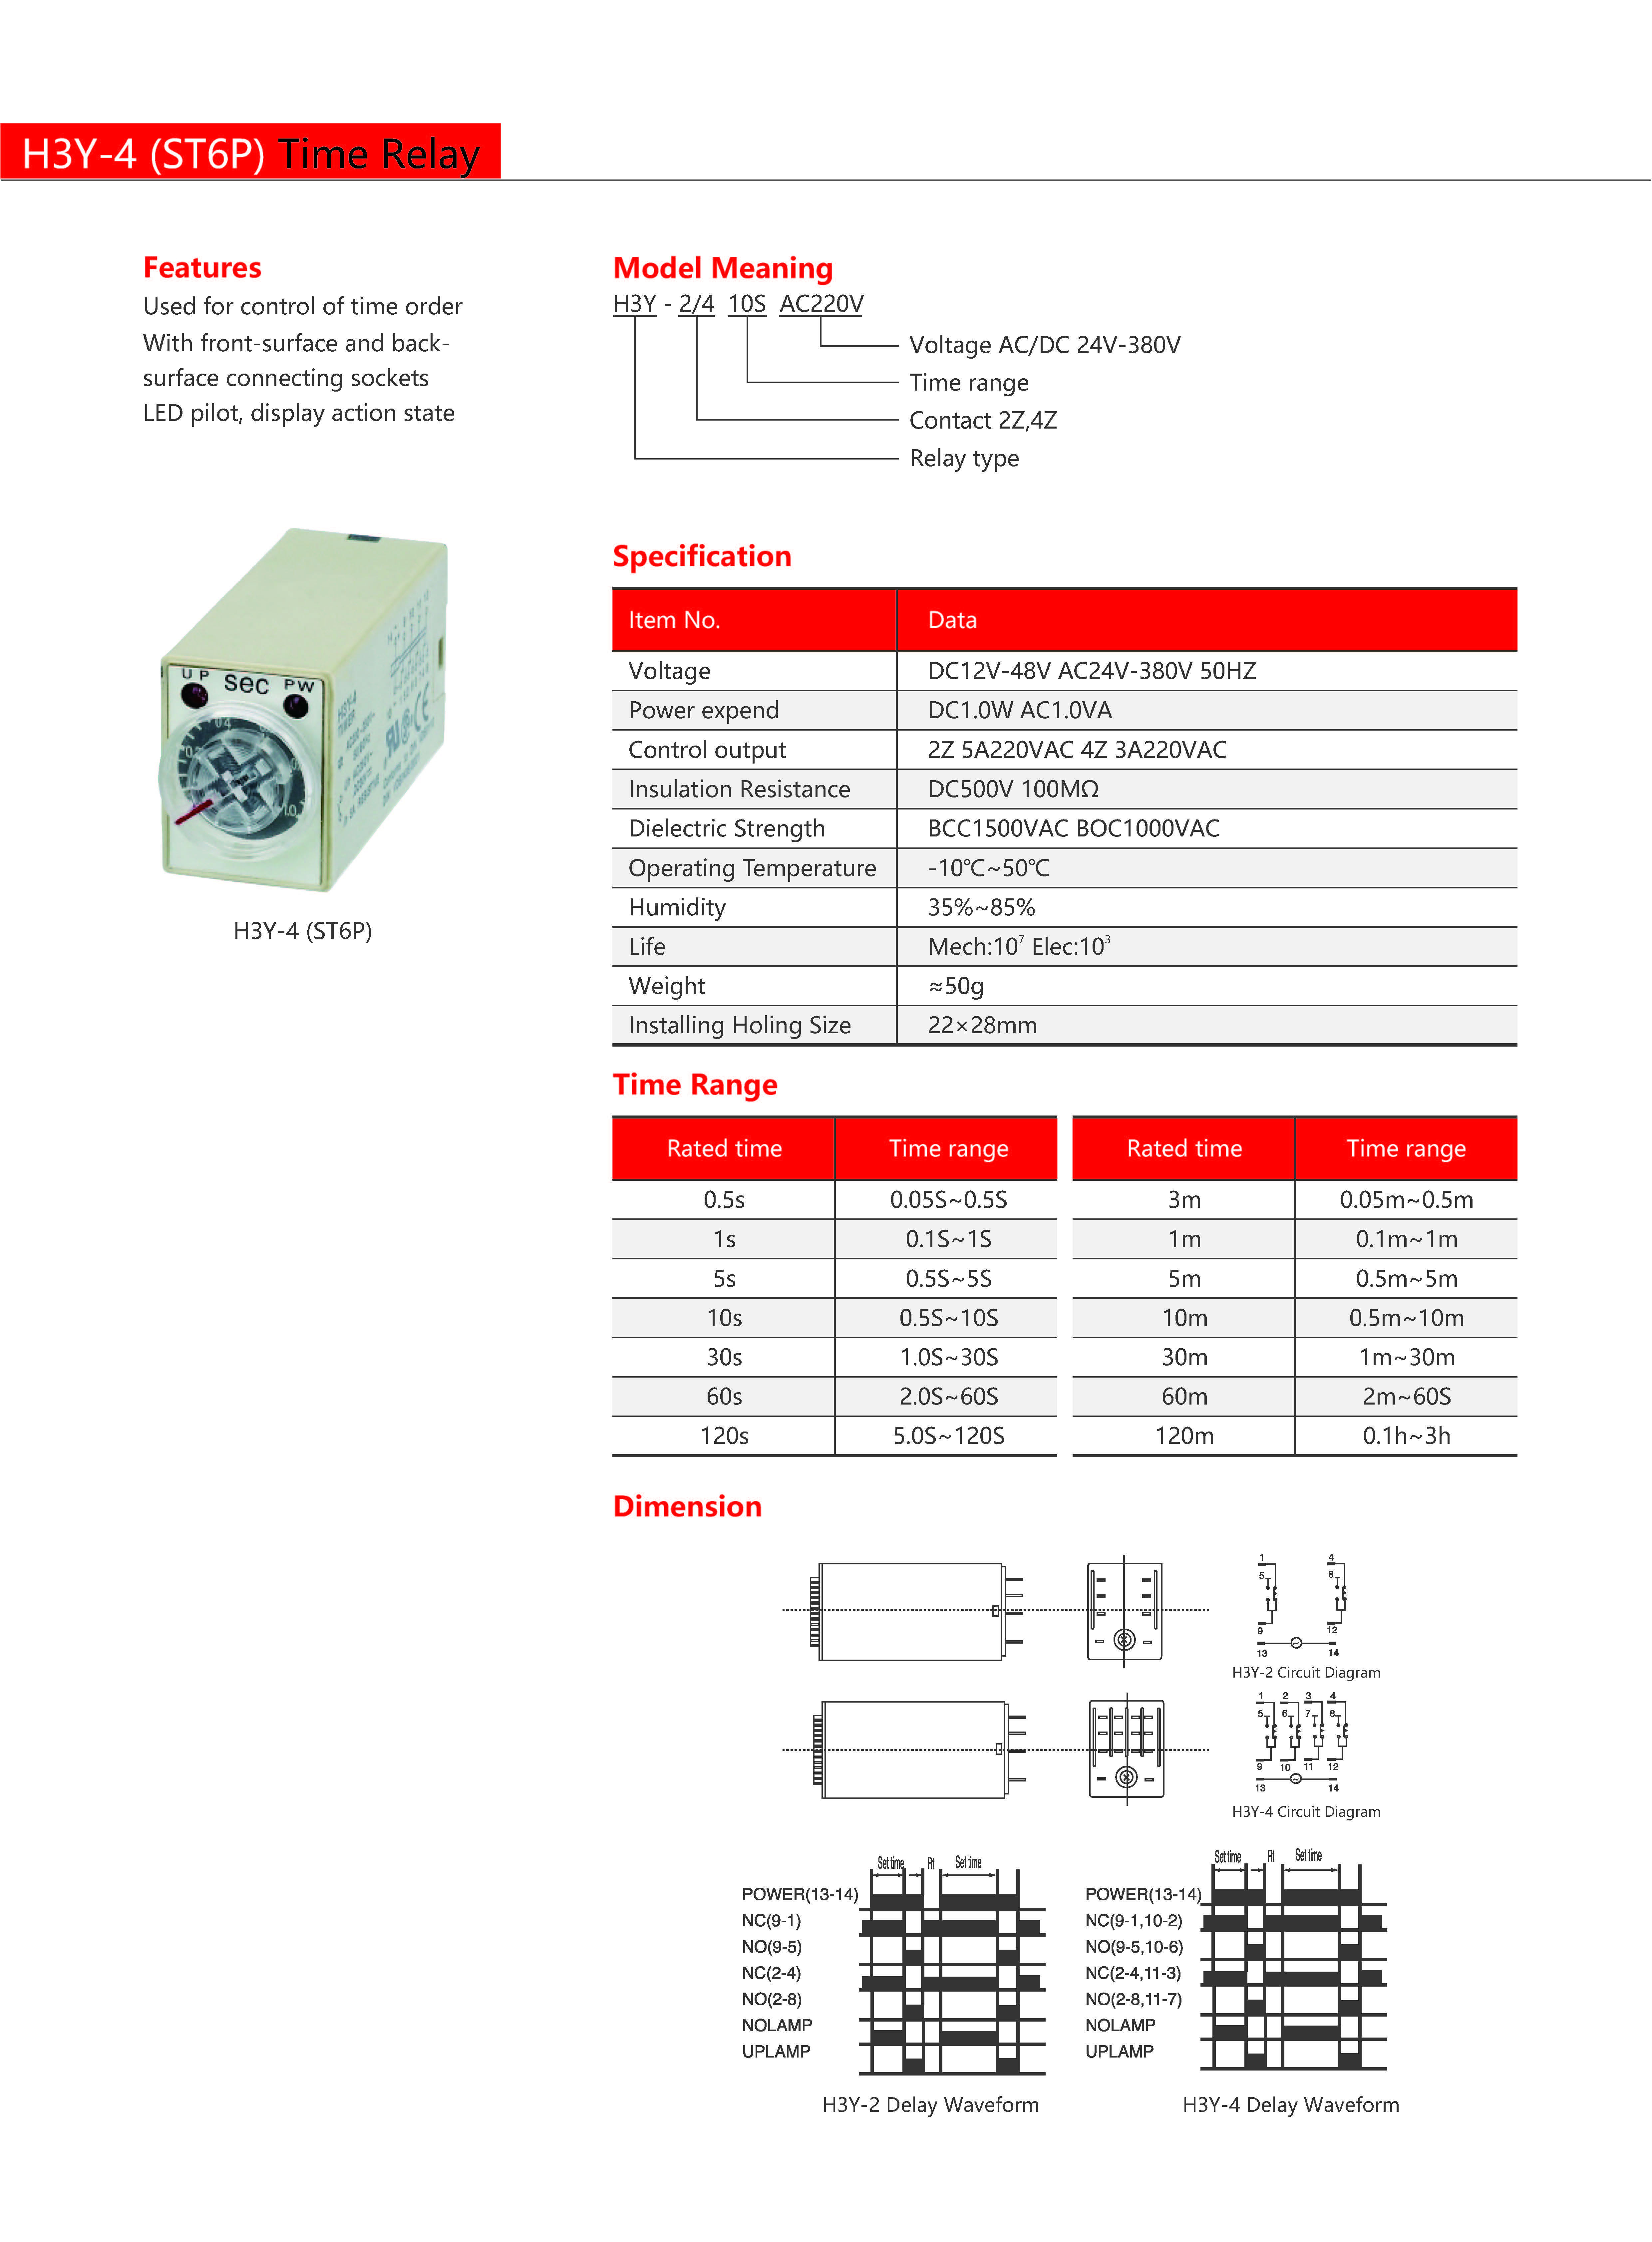 H3Y-4 (ST6P) Time Relay
Features
Used for control of time order
With front-surface and back-
surface connecting sockets
LED pilot, display action state
Model Meaning
H3Y - 2/4 10S AC220V
Voltage AC/DC 24V-380V
Time range
Contact 2Z,4Z
Relay type
UP Sec PW
H3Y-4 (ST6P)
Specification
Item No. Data
Voltage DC12V-48V AC24V-380V 50HZ
Power expend DC1.0W AC1.0VA
Control output 2Z 5A220VAC 4Z 3A220VAC
Insulation Resistance DC500V 100MΩ
Dielectric Strength BCC1500VAC BOC1000VAC
Operating Temperature -10℃~50℃
Humidity 35%~85%
Life Mech:10⁷ Elec:10³
Weight ≈50g
Installing Holing Size 22×28mm
Time Range
Rated time Time range Rated time Time range
0.5s 0.05S~0.5S 3m 0.05m~0.5m
1s 0.1S~1S 1m 0.1m~1m
5s 0.5S~5S 5m 0.5m~5m
10s 0.5S~10S 10m 0.5m~10m
30s 1.0S~30S 30m 1m~30m
60s 2.0S~60S 60m 2m~60S
120s 5.0S~120S 120m 0.1h~3h
Dimension
1 4
5 8
9 12
13 14
H3Y-2 Circuit Diagram
1 2 3 4
5 6 7 8
9 10 11 12
13 14
H3Y-4 Circuit Diagram
Set time Rt Set time
POWER(13-14)
NC(9-1)
NO(9-5)
NC(2-4)
NO(2-8)
NOLAMP
UPLAMP
H3Y-2 Delay Waveform
Set time Rt Set time
POWER(13-14)
NC(9-1,10-2)
NO(9-5,10-6)
NC(2-4,11-3)
NO(2-8,11-7)
NOLAMP
UPLAMP
H3Y-4 Delay Waveform